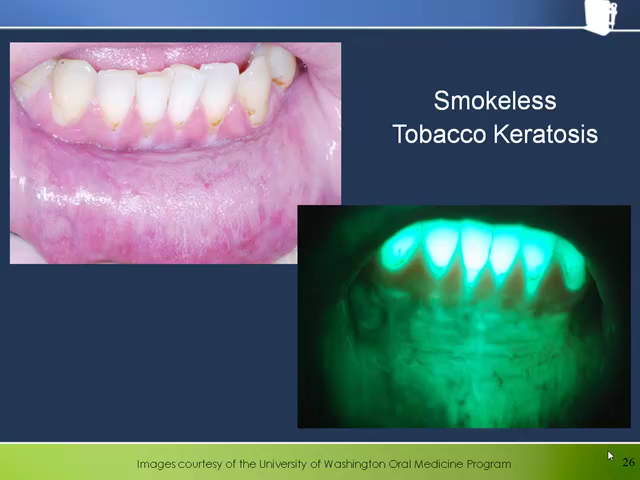 Smokeless
Tobacco Keratosis
Images courtesy of the University of Washington Oral Medicine Program
26